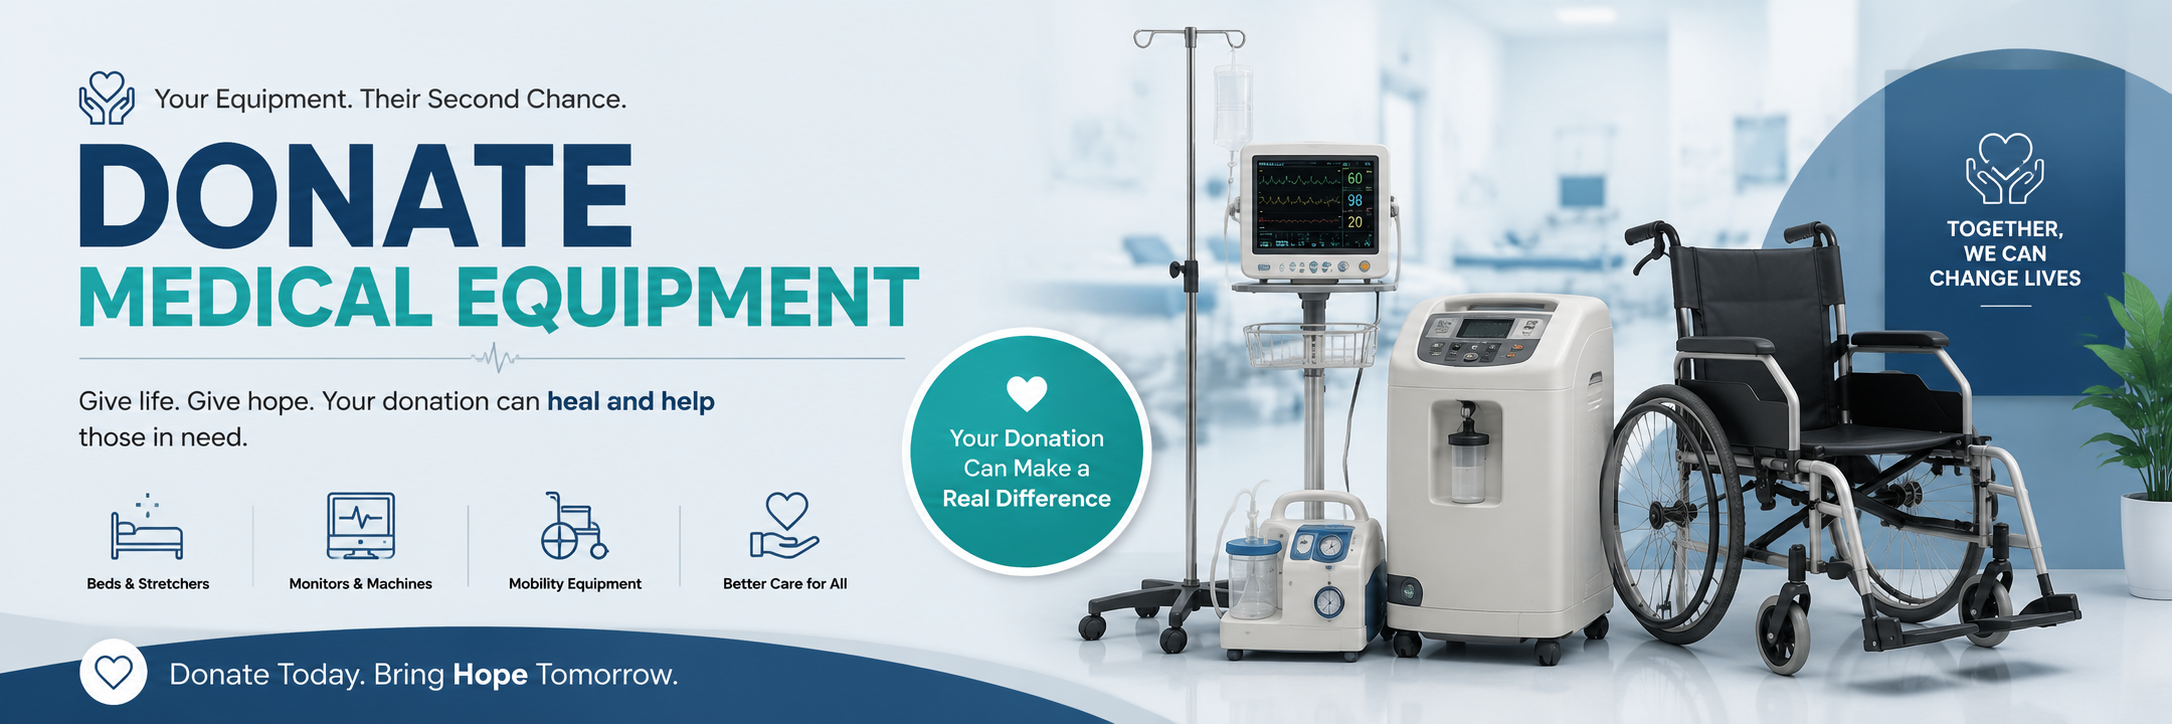 Your Equipment. Their Second Chance.
DONATE
MEDICAL EQUIPMENT
Give life. Give hope. Your donation can heal and help
those in need.
Beds & Stretchers
Monitors & Machines
Mobility Equipment
Better Care for All
Donate Today. Bring Hope Tomorrow.
Your Donation
Can Make a
Real Difference
60
98
20
TOGETHER,
WE CAN
CHANGE LIVES